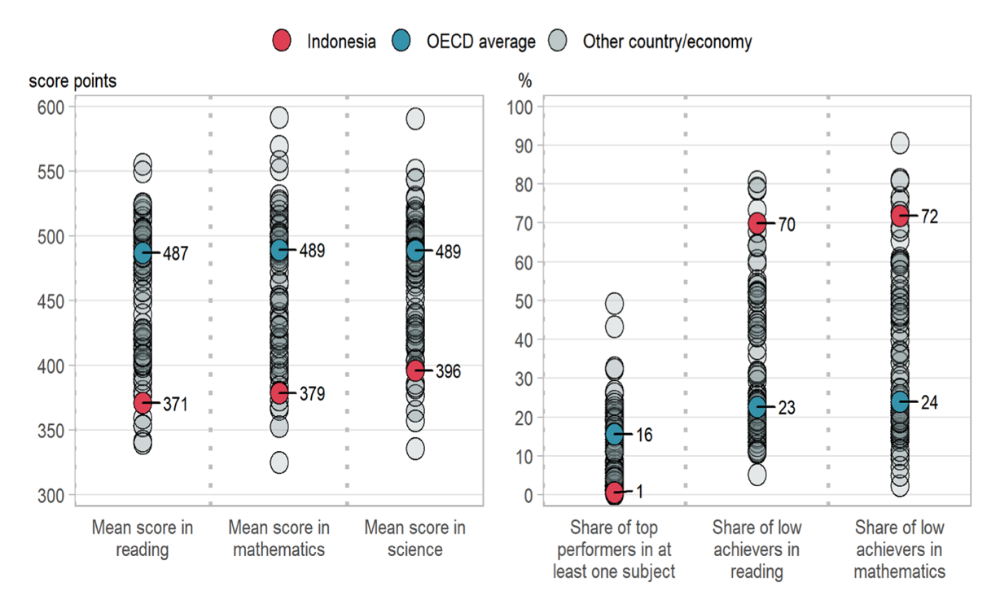 Indonesia OECD average Other country/economy
score points
600
550
500
450
400
350
300
487
489
489
371
379
396
Mean score in
reading
Mean score in
mathematics
Mean score in
science
%
100
90
80
70
60
50
40
30
20
10
0
16
1
70
23
72
24
Share of top
performers in at
least one subject
Share of low
achievers in
reading
Share of low
achievers in
mathematics